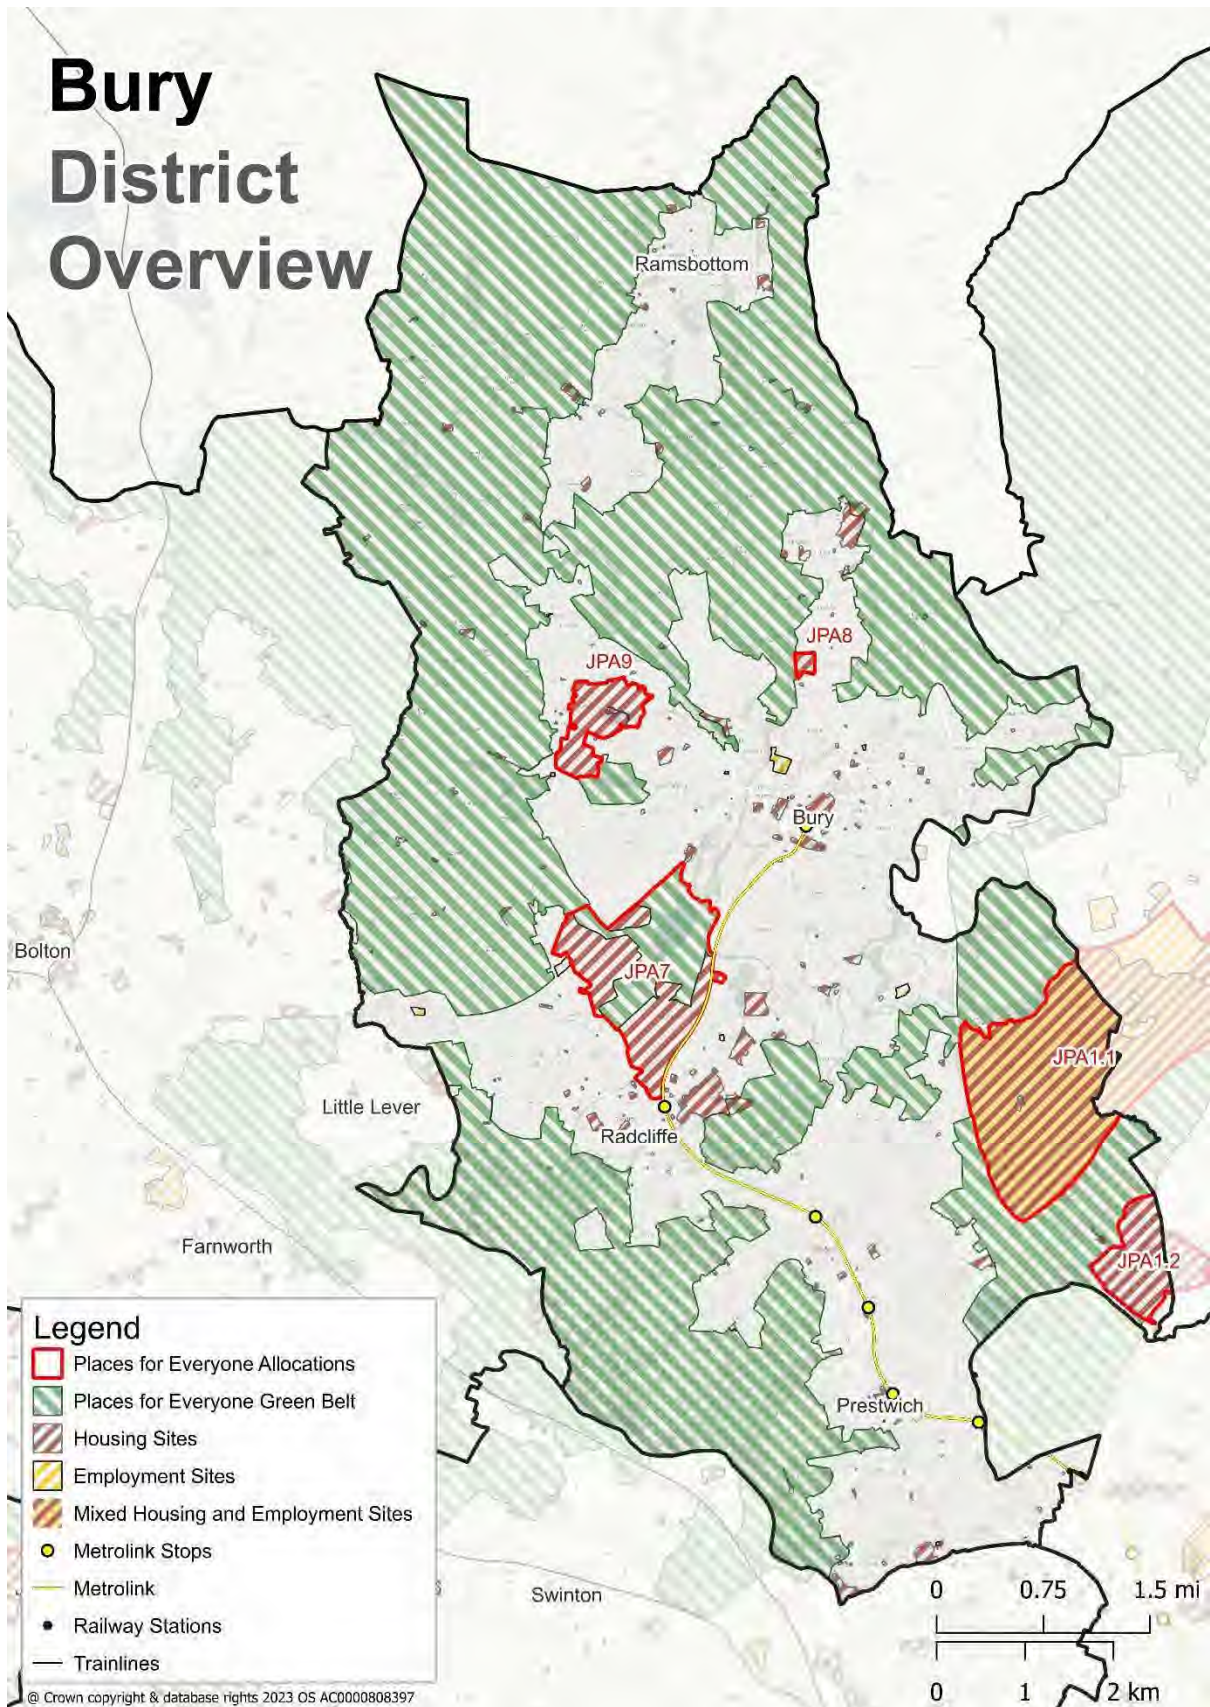 Bury
District
Overview
Ramsbottom
JPA8
JPA9
Bury
Bolton
JPA7
JPA1.1
Little Lever
Radcliffe
Farnworth
JPA1.2
Prestwich
Swinton
Legend
Places for Everyone Allocations
Places for Everyone Green Belt
Housing Sites
Employment Sites
Mixed Housing and Employment Sites
Metrolink Stops
Metrolink
Railway Stations
Trainlines
0 0.75 1.5 mi
0 1 2 km
@ Crown copyright & database rights 2023 OS AC0000808397